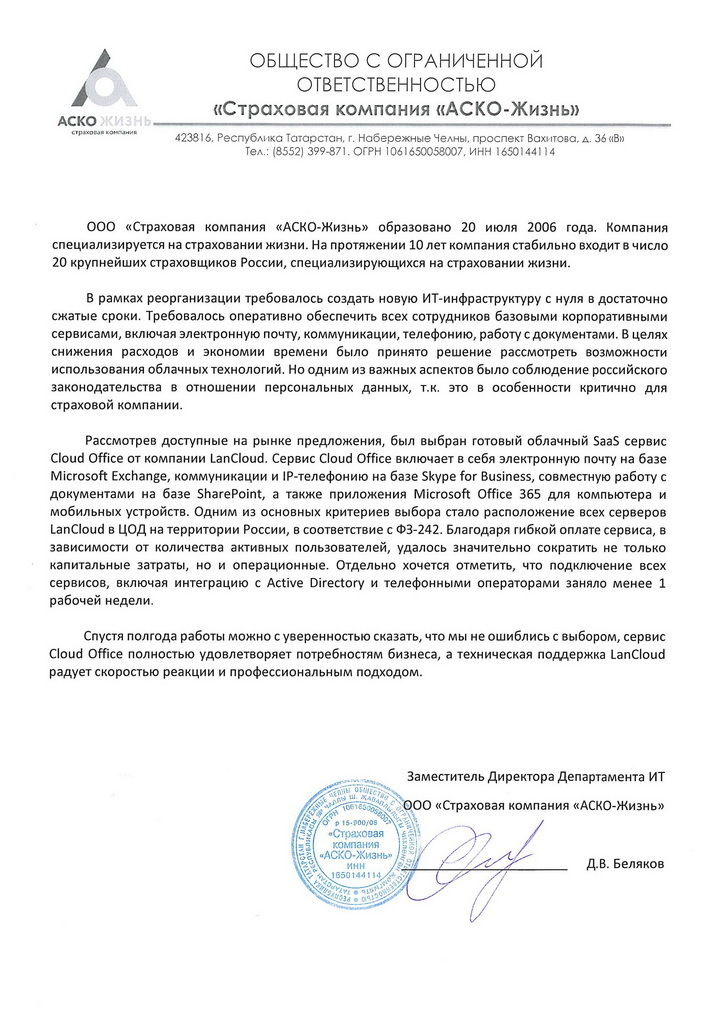 ОБЩЕСТВО С ОГРАНИЧЕННОЙ
ОТВЕТСТВЕННОСТЬЮ
«Страховая компания «АСКО-Жизнь»
АСКО ЖИЗНЬ
страховая компания
423816, Республика Татарстан, г. Набережные Челны, проспект Вахитова, д. 36 «В»
Тел.: (8552) 399-871. ОГРН 1061650058007, ИНН 1650144114
ООО «Страховая компания «АСКО-Жизнь» образовано 20 июля 2006 года. Компания
специализируется на страховании жизни. На протяжении 10 лет компания стабильно входит в число
20 крупнейших страховщиков России, специализирующихся на страховании жизни.
В рамках реорганизации требовалось создать новую ИТ-инфраструктуру с нуля в достаточно
сжатые сроки. Требовалось оперативно обеспечить всех сотрудников базовыми корпоративными
сервисами, включая электронную почту, коммуникации, телефонию, работу с документами. В целях
снижения расходов и экономии времени было принято решение рассмотреть возможности
использования облачных технологий. Но одним из важных аспектов было соблюдение российского
законодательства в отношении персональных данных, т.к. это в особенности критично для
страховой компании.
Рассмотрев доступные на рынке предложения, был выбран готовый облачный SaaS сервис
Cloud Office от компании LanCloud. Сервис Cloud Office включает в себя электронную почту на базе
Microsoft Exchange, коммуникации и IP-телефонию на базе Skype for Business, совместную работу с
документами на базе SharePoint, а также приложения Microsoft Office 365 для компьютера и
мобильных устройств. Одним из основных критериев выбора стало расположение всех серверов
LanCloud в ЦОД на территории России, в соответствие с ФЗ-242. Благодаря гибкой оплате сервиса, в
зависимости от количества активных пользователей, удалось значительно сократить не только
капитальные затраты, но и операционные. Отдельно хочется отметить, что подключение всех
сервисов, включая интеграцию с Active Directory и телефонными операторами заняло менее 1
рабочей недели.
Спустя полгода работы можно с уверенностью сказать, что мы не ошиблись с выбором, сервис
Cloud Office полностью удовлетворяет потребностям бизнеса, а техническая поддержка LanCloud
радует скоростью реакции и профессиональным подходом.
Заместитель Директора Департамента ИТ
ООО «Страховая компания «АСКО-Жизнь»
Д.В. Беляков
ОГРН 1061650058007
р 15-900/06
«Страховая
компания
«АСКО-Жизнь»
ИНН
1650144114